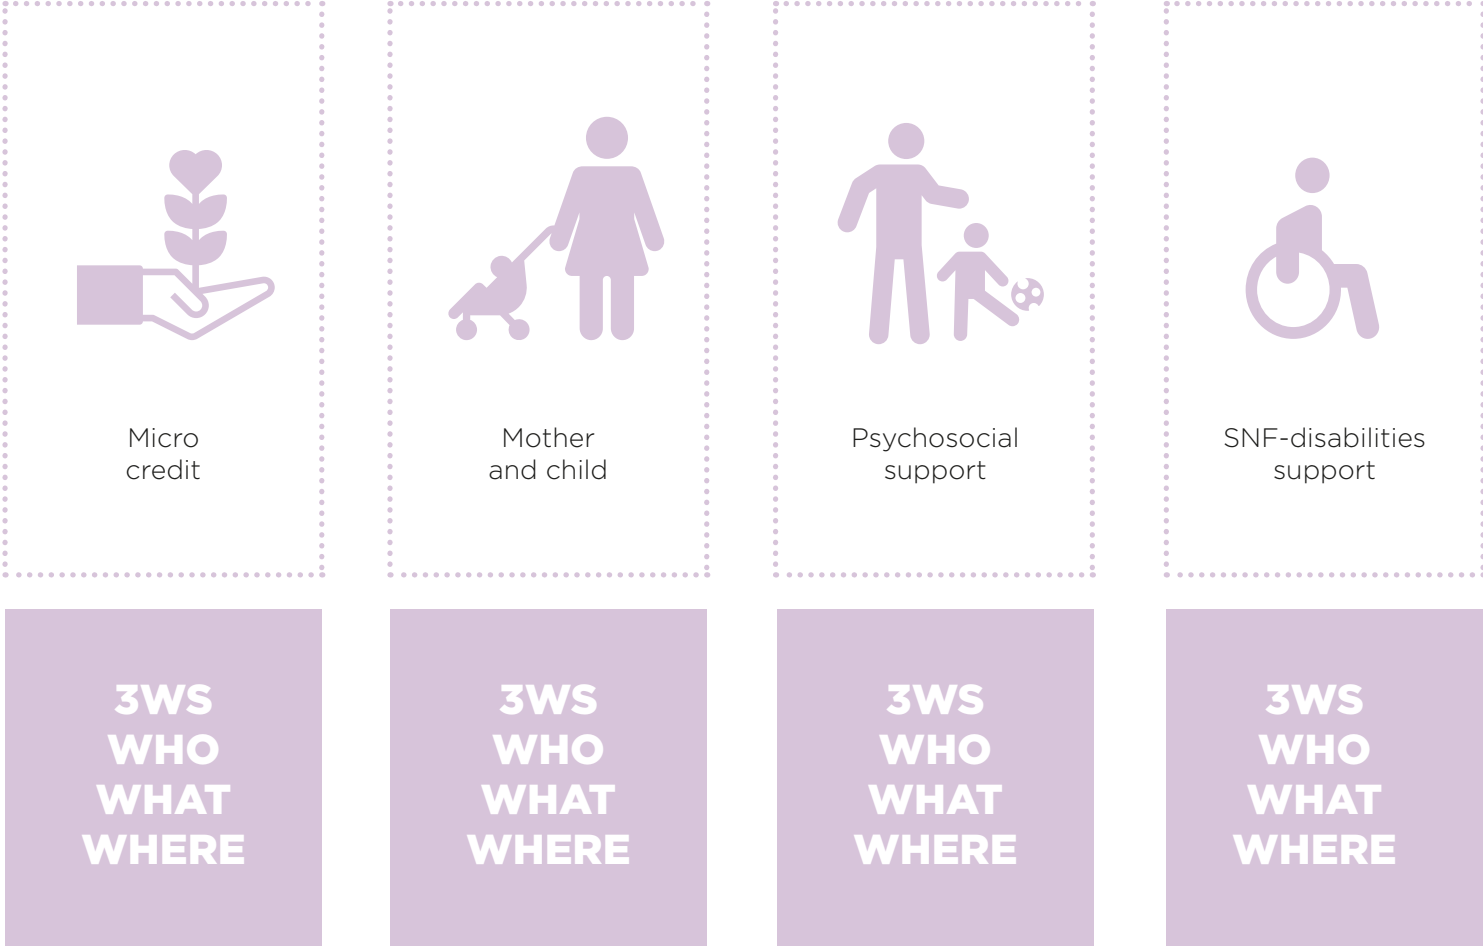 Micro
credit
Mother
and child
Psychosocial
support
SNF-disabilities
support
3WS
WHO
WHAT
WHERE
3WS
WHO
WHAT
WHERE
3WS
WHO
WHAT
WHERE
3WS
WHO
WHAT
WHERE